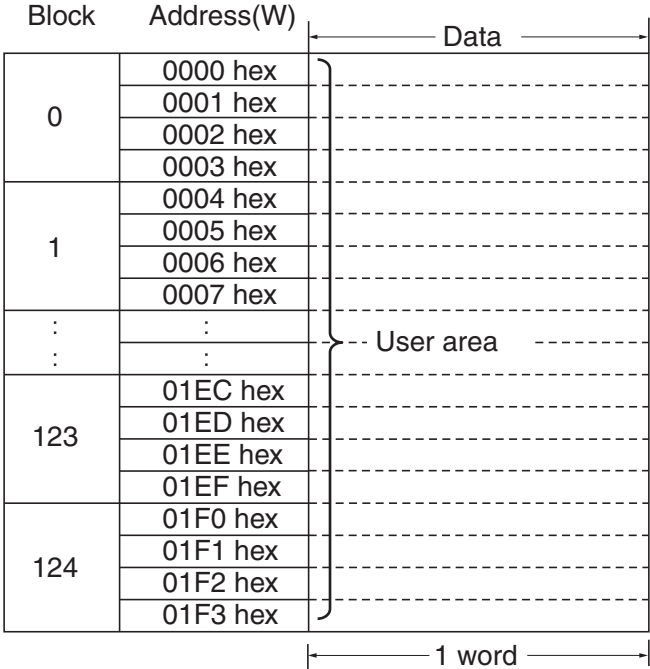 Block Address(W) Data
0 0000 hex
0001 hex
0002 hex
0003 hex
1 0004 hex
0005 hex
0006 hex
0007 hex
: :
: :
User area
123 01EC hex
01ED hex
01EE hex
01EF hex
124 01F0 hex
01F1 hex
01F2 hex
01F3 hex
1 word